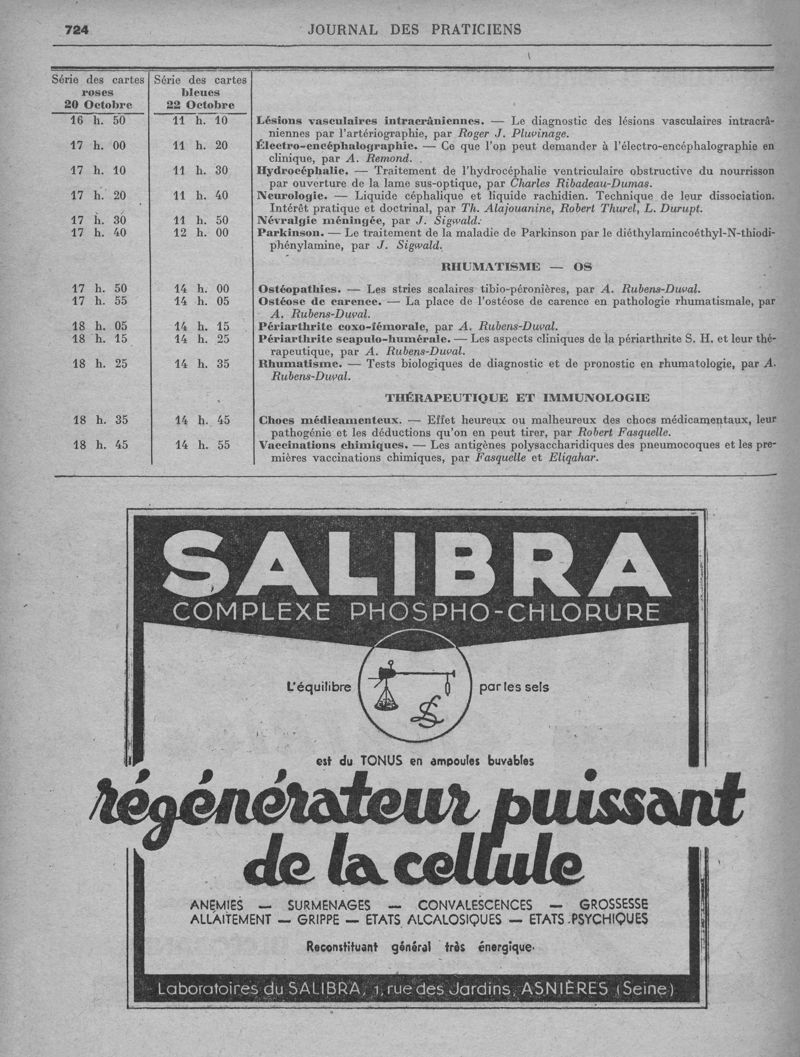 724
JOURNAL DES PRATICIENS
Série des cartes roses 20 Octobre
Série des cartes bleues 22 Octobre
16 h. 50 11 h. 10 Lésions vasculaires intracrâniennes. — Le diagnostic des lésions vasculaires intracrâ-
niennes par l'artériographie, par Roger J. Pluvinage.
17 h. 00 11 h. 20 Électro-encéphalographie. — Ce que l'on peut demander à l'électro-encéphalographie en
clinique, par A. Remond.
17 h. 10 11 h. 30 Hydrocéphalie. — Traitement de l'hydrocéphalie ventriculaire obstructive du nourrisson
par ouverture de la lame sus-optique, par Charles Ribadeau-Dumas.
17 h. 20 11 h. 40 Neurologie. — Liquide céphalique et liquide rachidien. Technique de leur dissociation.
Intérêt pratique et doctrinal, par Th. Alajouanine, Robert Thurel, L. Durupt.
17 h. 30 11 h. 50 Névralgie méningée, par J. Sigwald.
17 h. 40 12 h. 00 Parkinson. — Le traitement de la maladie de Parkinson par le diéthylamincoéthyl-N-thiodi-
phénylamine, par J. Sigwald.
RHUMATISME — OS
17 h. 50 14 h. 00 Ostéopathies. — Les stries scalaires tibio-péronières, par A. Rubens-Duval.
17 h. 55 14 h. 05 Ostéose de carence. — La place de l'ostéose de carence en pathologie rhumatismale, par
A. Rubens-Duval.
18 h. 05 14 h. 15 Périarthrite coxo-fémorale, par A. Rubens-Duval.
18 h. 15 14 h. 25 Périarthrite scapulo-humérale. — Les aspects cliniques de la périarthrite S. H. et leur thé-
rapeutique, par A. Rubens-Duval.
18 h. 25 14 h. 35 Rhumatisme. — Tests biologiques de diagnostic et de pronostic en rhumatologie, par A.
Rubens-Duval.
THÉRAPEUTIQUE ET IMMUNOLOGIE
18 h. 35 14 h. 45 Chocs médicamenteux. — Effet heureux ou malheureux des chocs médicamentaux, leur
pathogénie et les déductions qu'on en peut tirer, par Robert Fasquelle.
18 h. 45 14 h. 55 Vaccinations chimiques. — Les antigènes polysaccharidiques des pneumocoques et les pre-
mières vaccinations chimiques, par Fasquelle et Eliqahar.
SALIBRA
COMPLEXE PHOSPHO-CHLORURE
L'équilibre par les sels
est du TONUS en ampoules buvables
régénérateur puissant
de la cellule
ANEMIES — SURMENAGES — CONVALESCENCES — GROSSESSE
ALLAITEMENT — GRIPPE — ETATS ALCALOSIQUES — ETATS PSYCHIQUES
Reconstituant général très énergique.
Laboratoires du SALIBRA, 1, rue des Jardins, ASNIÈRES (Seine)